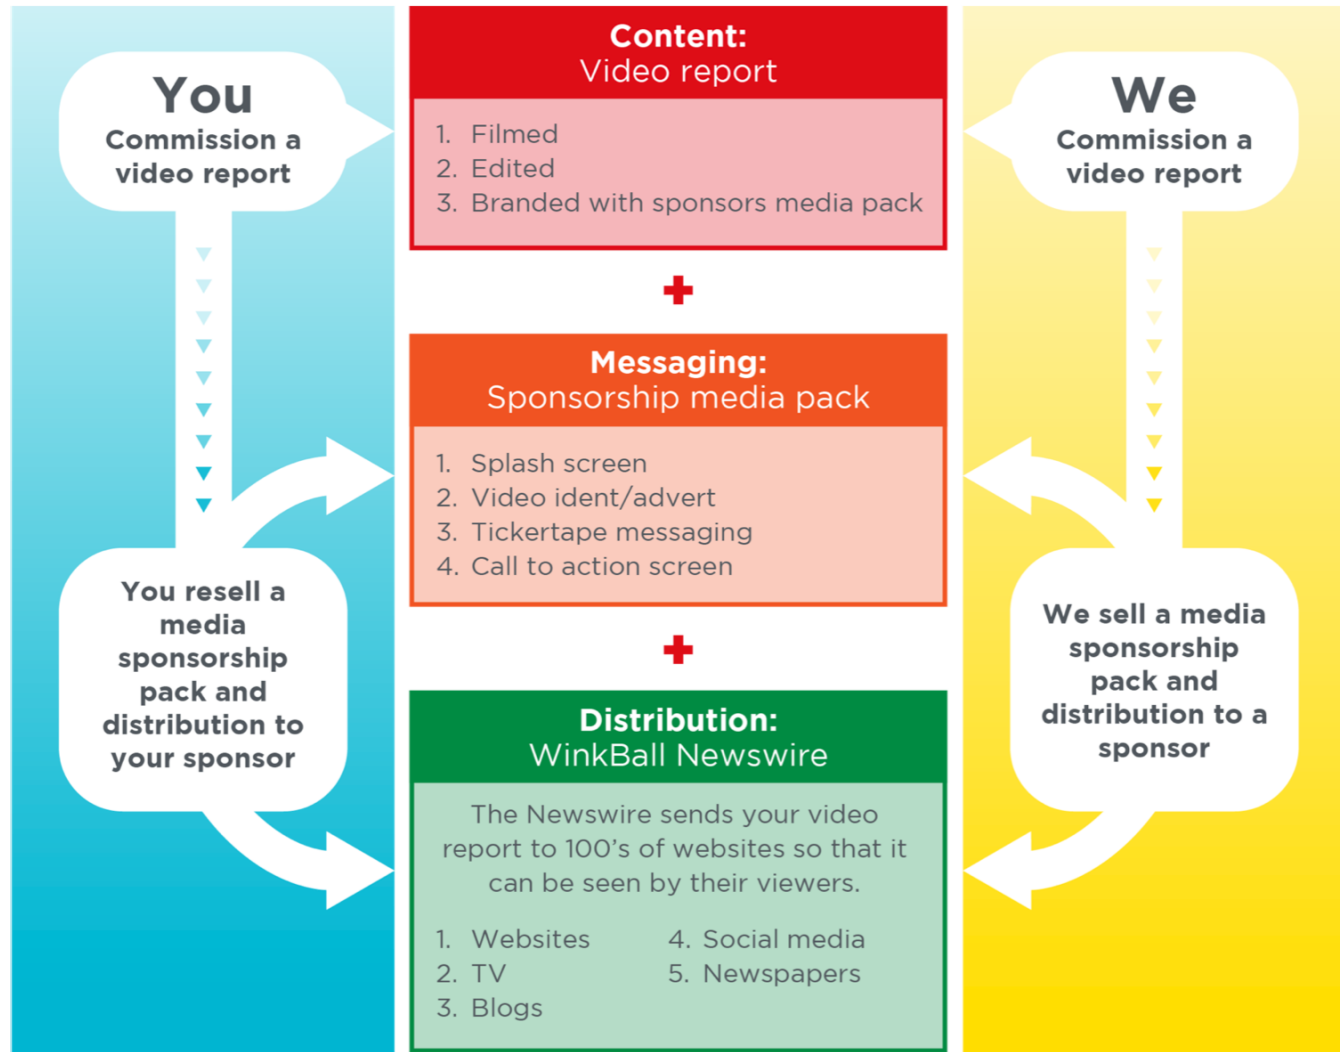 You
Commission a
video report
You resell a
media
sponsorship
pack and
distribution to
your sponsor
Content:
Video report
1. Filmed
2. Edited
3. Branded with sponsors media pack
+
Messaging:
Sponsorship media pack
1. Splash screen
2. Video ident/advert
3. Tickertape messaging
4. Call to action screen
+
Distribution:
WinkBall Newswire
The Newswire sends your video
report to 100’s of websites so that it
can be seen by their viewers.
1. Websites
2. TV
3. Blogs
4. Social media
5. Newspapers
We
Commission a
video report
We sell a media
sponsorship
pack and
distribution to a
sponsor